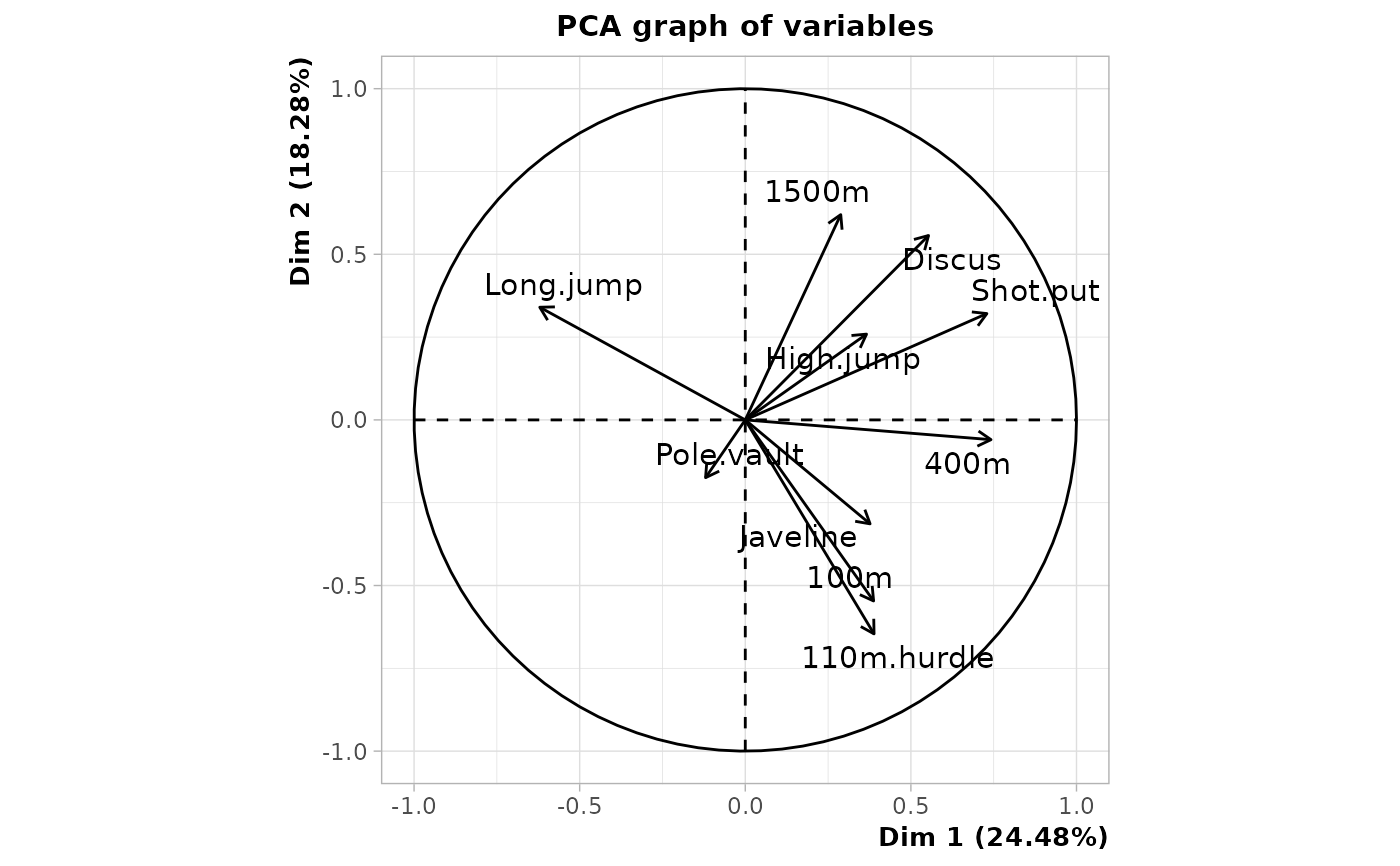 PCA graph of variables
Dim 2 (18.28%)
1.0
0.5
0.0
-0.5
-1.0
1500m
Discus
Long.jump
Shot.put
High.jump
Pole.vault
400m
Javeline
100m
110m.hurdle
-1.0
-0.5
0.0
0.5
1.0
Dim 1 (24.48%)